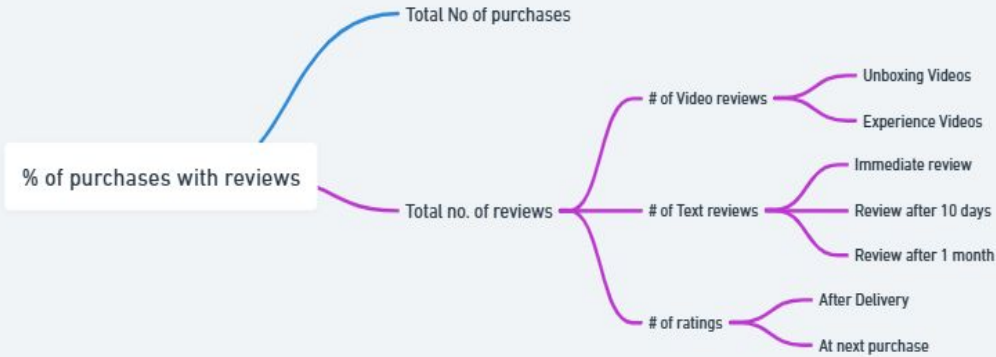 Total No of purchases
% of purchases with reviews
Total no. of reviews
# of Video reviews
Unboxing Videos
Experience Videos
# of Text reviews
Immediate review
Review after 10 days
Review after 1 month
# of ratings
After Delivery
At next purchase